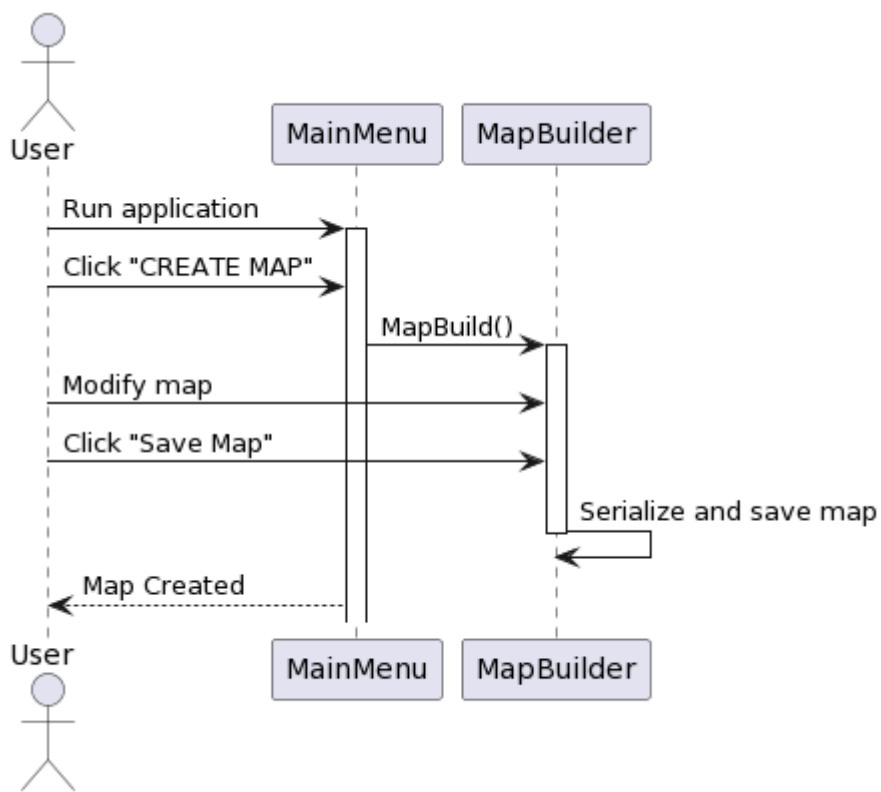 User
MainMenu
MapBuilder
Run application
Click "CREATE MAP"
MapBuild()
Modify map
Click "Save Map"
Serialize and save map
Map Created
User
MainMenu
MapBuilder